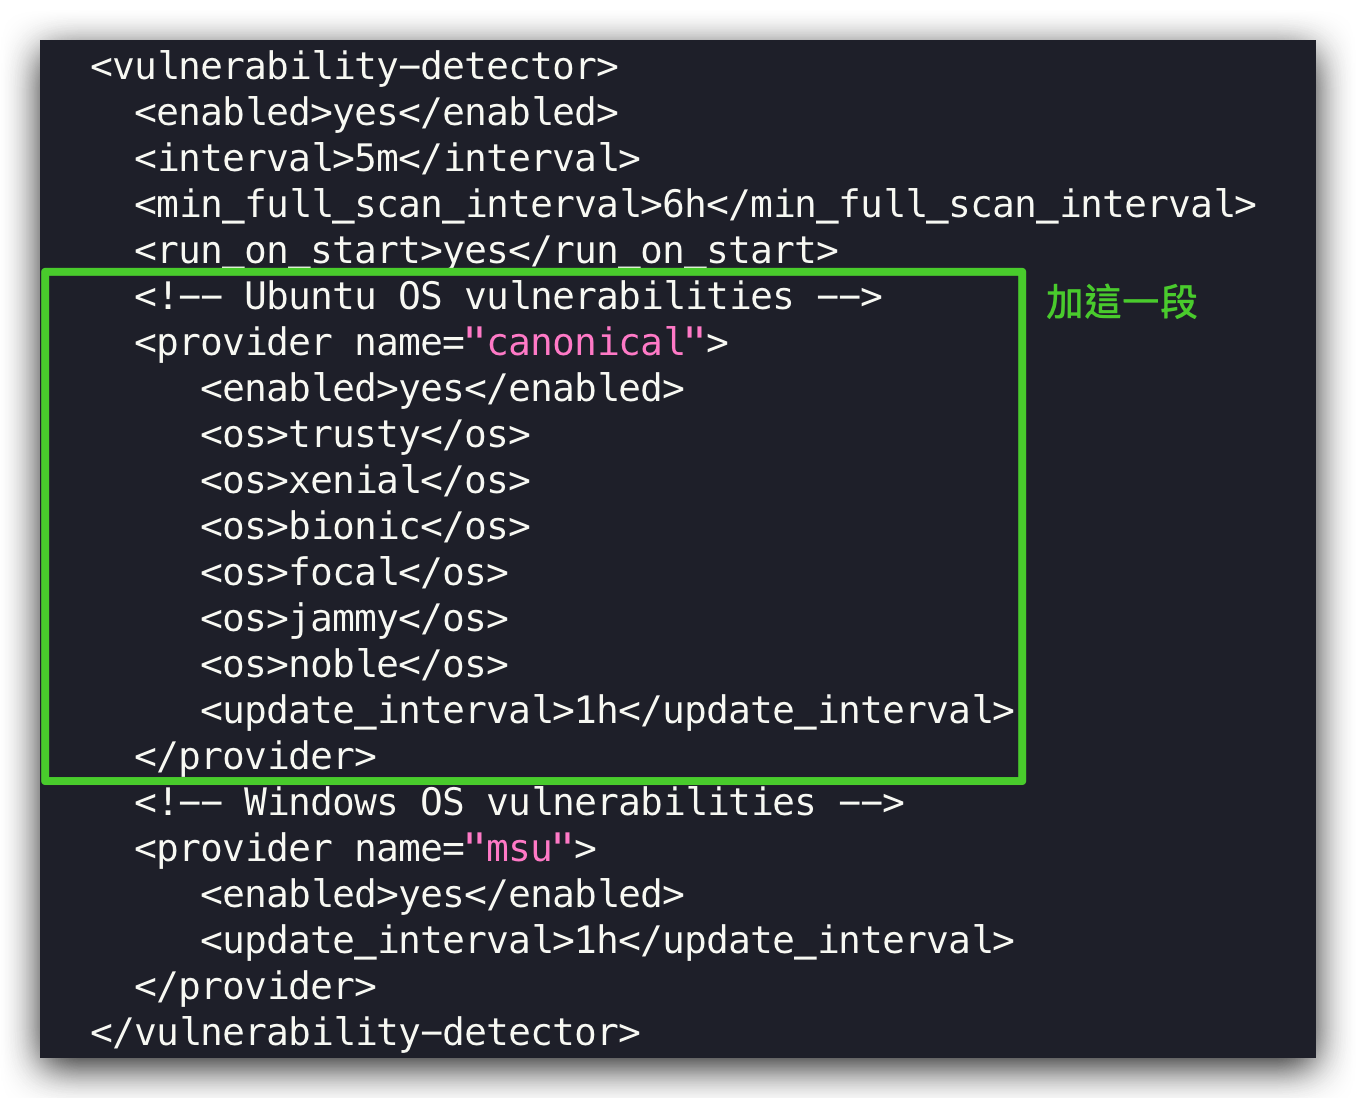 <vulnerability-detector>
<enabled>yes</enabled>
<interval>5m</interval>
<min_full_scan_interval>6h</min_full_scan_interval>
<run_on_start>yes</run_on_start>
<!-- Ubuntu OS vulnerabilities -->
加這一段
<provider name="canonical">
<enabled>yes</enabled>
<os>trusty</os>
<os>xenial</os>
<os>bionic</os>
<os>focal</os>
<os>jammy</os>
<os>noble</os>
<update_interval>1h</update_interval>
</provider>
<!-- Windows OS vulnerabilities -->
<provider name="msu">
<enabled>yes</enabled>
<update_interval>1h</update_interval>
</provider>
</vulnerability-detector>